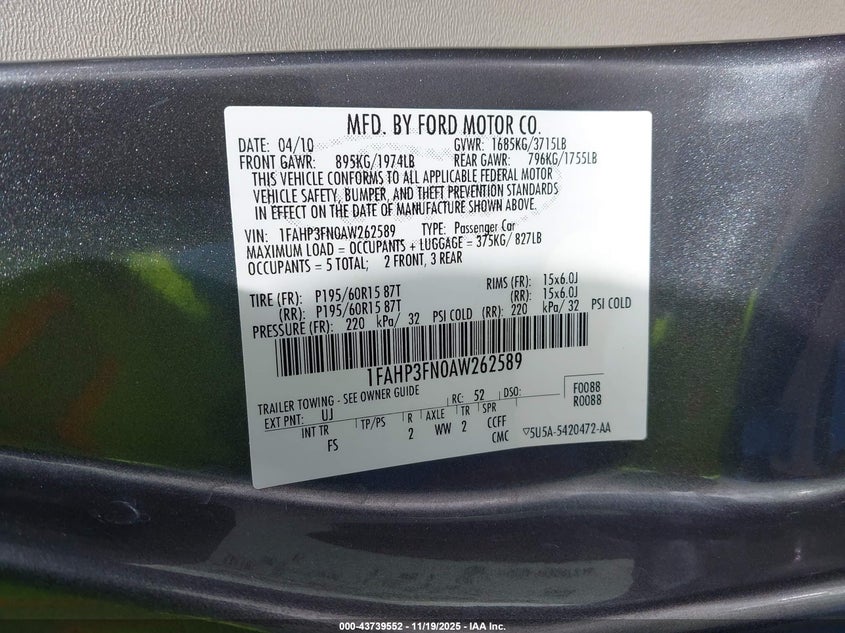 MFD. BY FORD MOTOR CO.
DATE: 04/10 GVWR: 1685KG/3715LB
FRONT GAWR: 895KG/1974LB REAR GAWR: 796KG/1755LB
THIS VEHICLE CONFORMS TO ALL APPLICABLE FEDERAL MOTOR
VEHICLE SAFETY, BUMPER, AND THEFT PREVENTION STANDARDS
IN EFFECT ON THE DATE OF MANUFACTURE SHOWN ABOVE.
VIN: 1FAHP3FN0AW262589 TYPE: Passenger Car
MAXIMUM LOAD = OCCUPANTS + LUGGAGE = 375KG/ 827LB
OCCUPANTS = 5 TOTAL; 2 FRONT, 3 REAR
TIRE (FR): P195/60R15 87T RIMS (FR): 15x6.0J
(RR): P195/60R15 87T (RR): 15x6.0J
PRESSURE (FR): 220 kPa/ 32 PSI COLD (RR): 220 kPa/ 32 PSI COLD
1FAHP3FN0AW262589
TRAILER TOWING - SEE OWNER GUIDE RC: 52 DSO: F0088
EXT PNT: UJ R0088
INT TR TP/PS R AXLE TR SPR
FS 2 WW 2 CCFF
CMC 5U5A-5420472-AA
000-43739552 — 11/19/2025 — IAA Inc.